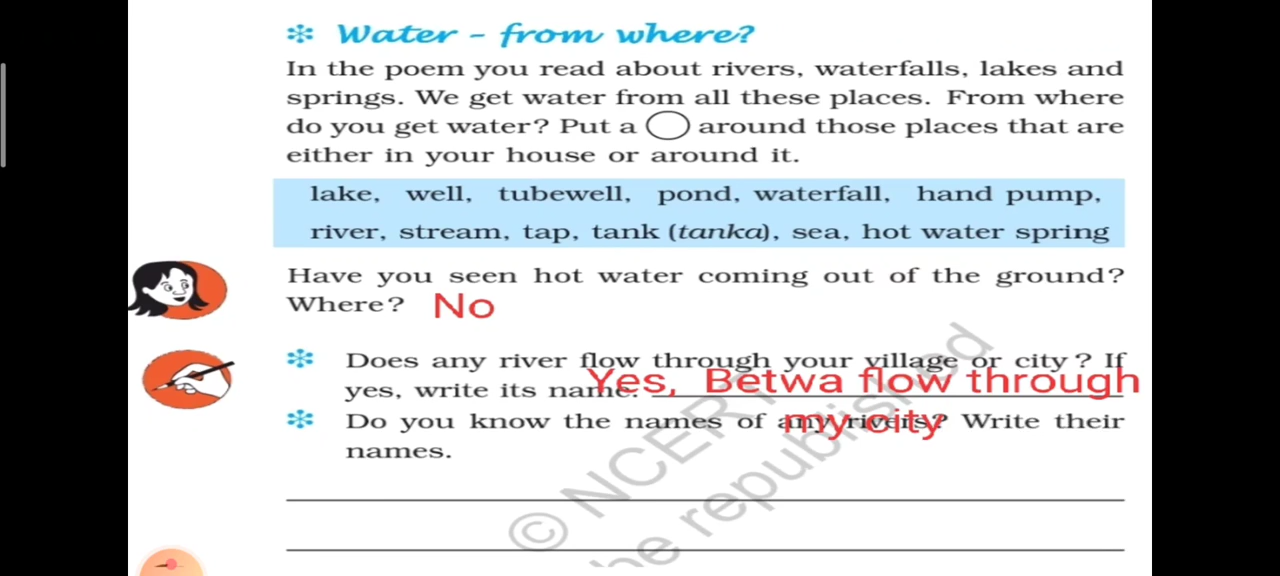 Water - from where?
In the poem you read about rivers, waterfalls, lakes and
springs. We get water from all these places. From where
do you get water? Put a around those places that are
either in your house or around it.
lake, well, tubewell, pond, waterfall, hand pump,
river, stream, tap, tank (tanka), sea, hot water spring
Have you seen hot water coming out of the ground?
Where? No
Does any river flow through your village or city? If
yes, write its name. Yes, Betwa flow through
my city
Do you know the names of any rivers? Write their
names.
© NCERT
be republished